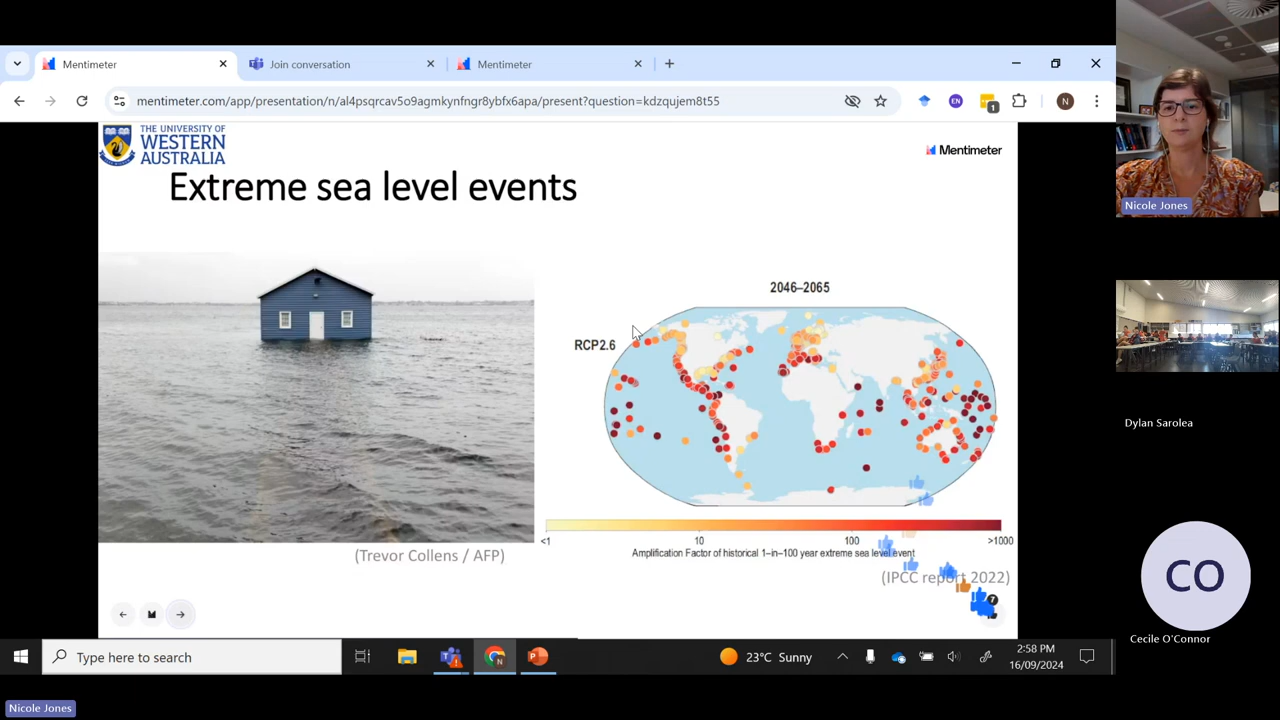 Mentimeter
Join conversation
Mentimeter
mentimeter.com/app/presentation/n/al4psqrcav5o9agmkynfngr8ybfx6apa/present?question=kdzqujem8t55
EN
1
N
THE UNIVERSITY OF
WESTERN
AUSTRALIA
Mentimeter
Extreme sea level events
2046–2065
RCP2.6
<1 10 100 >1000
Amplification Factor of historical 1–in–100 year extreme sea level event
(Trevor Collens / AFP)
(IPCC report 2022)
7
Type here to search
23°C Sunny
2:58 PM
16/09/2024
Nicole Jones
Dylan Sarolea
CO
Cecile O'Connor
Nicole Jones